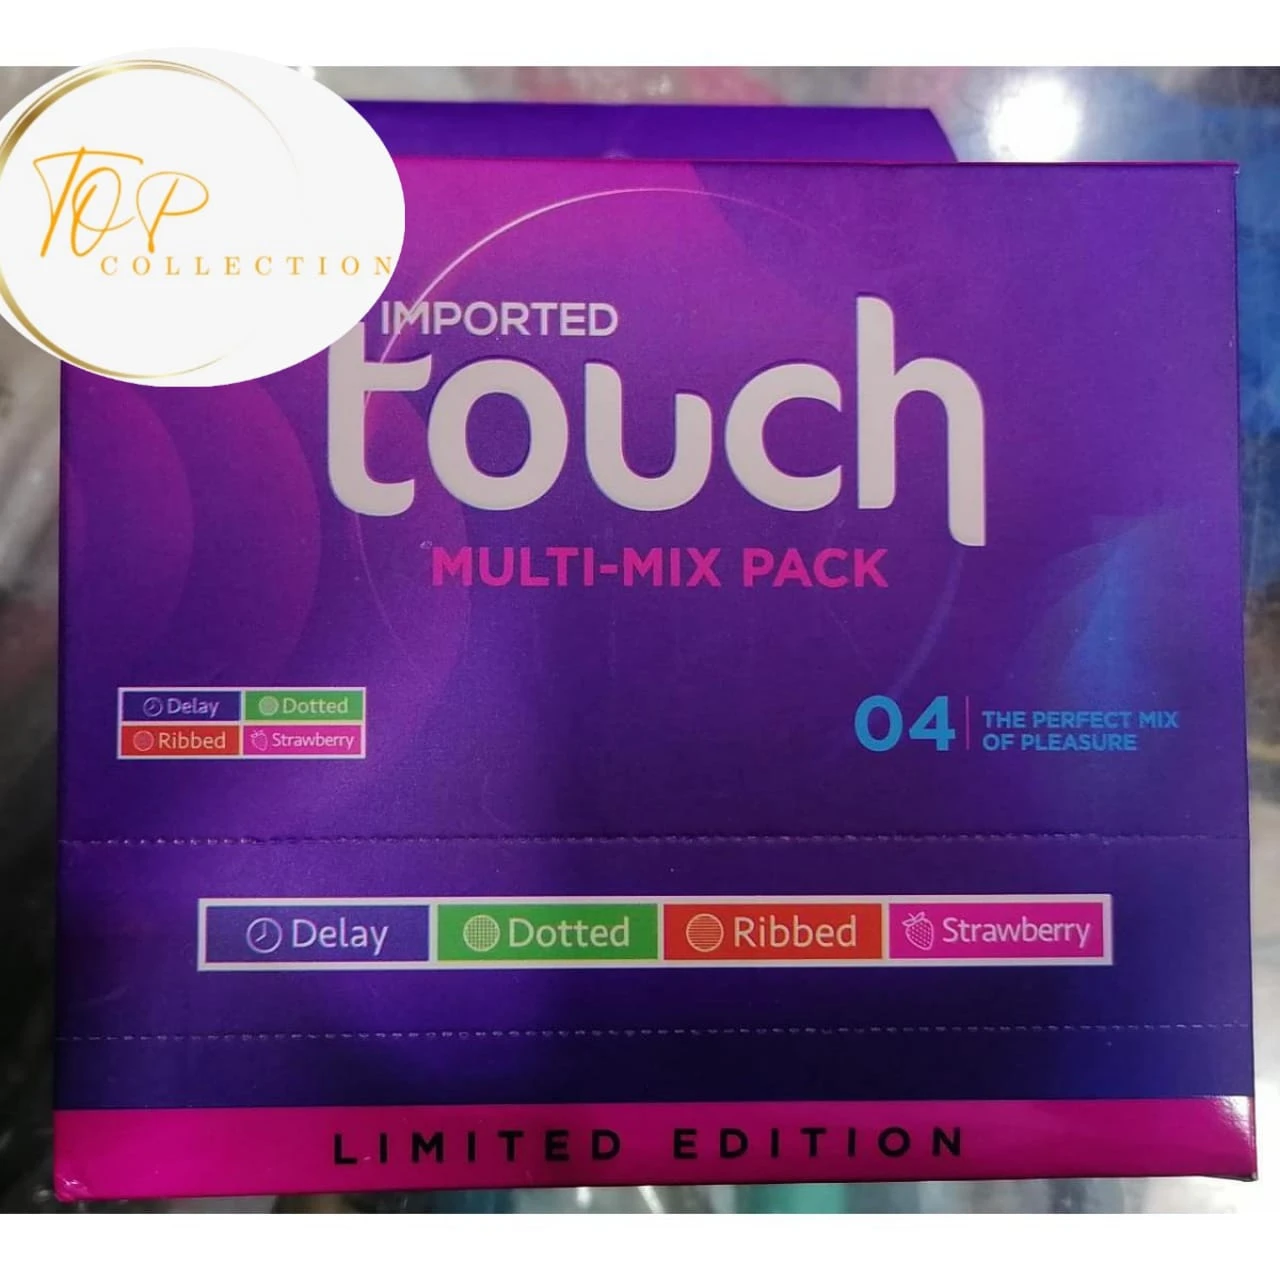 TOP
COLLECTION
IMPORTED
touch
MULTI-MIX PACK
Delay
Dotted
Ribbed
Strawberry
04
THE PERFECT MIX
OF PLEASURE
Delay
Dotted
Ribbed
Strawberry
LIMITED EDITION